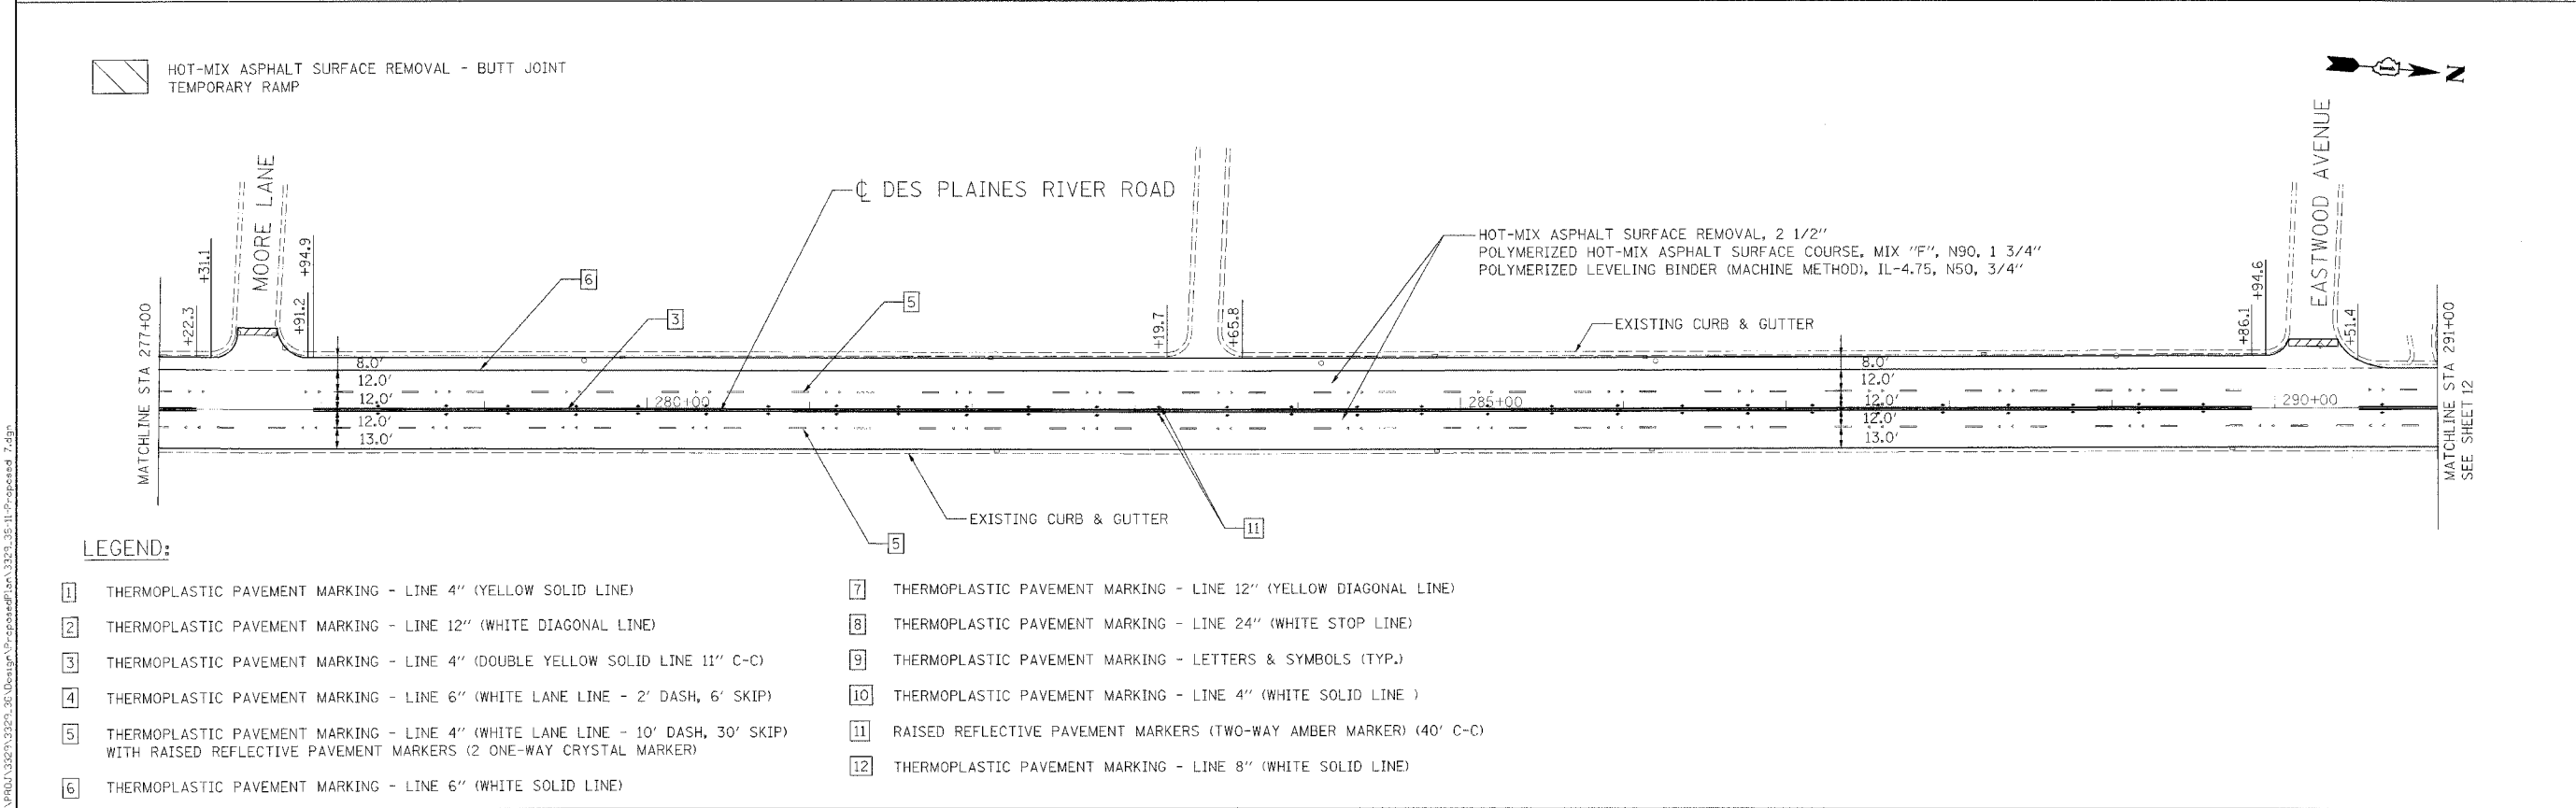 HOT-MIX ASPHALT SURFACE REMOVAL - BUTT JOINT
TEMPORARY RAMP
N
MOORE LANE
℄ DES PLAINES RIVER ROAD
EASTWOOD AVENUE
HOT-MIX ASPHALT SURFACE REMOVAL, 2 1/2"
POLYMERIZED HOT-MIX ASPHALT SURFACE COURSE, MIX "F", N90, 1 3/4"
POLYMERIZED LEVELING BINDER (MACHINE METHOD), IL-4.75, N50, 3/4"
EXISTING CURB & GUTTER
MATCHLINE STA 277+00
+22.3
+31.1
+91.2
+94.9
6
3
5
+19.7
+65.8
+86.1
+94.6
+51.4
MATCHLINE STA 291+00
SEE SHEET 12
8.0'
12.0'
12.0'
12.0'
13.0'
280+00
285+00
8.0'
12.0'
12.0'
12.0'
13.0'
290+00
EXISTING CURB & GUTTER
11
5
LEGEND:
1 THERMOPLASTIC PAVEMENT MARKING - LINE 4" (YELLOW SOLID LINE)
2 THERMOPLASTIC PAVEMENT MARKING - LINE 12" (WHITE DIAGONAL LINE)
3 THERMOPLASTIC PAVEMENT MARKING - LINE 4" (DOUBLE YELLOW SOLID LINE 11" C-C)
4 THERMOPLASTIC PAVEMENT MARKING - LINE 6" (WHITE LANE LINE - 2' DASH, 6' SKIP)
5 THERMOPLASTIC PAVEMENT MARKING - LINE 4" (WHITE LANE LINE - 10' DASH, 30' SKIP)
WITH RAISED REFLECTIVE PAVEMENT MARKERS (2 ONE-WAY CRYSTAL MARKER)
6 THERMOPLASTIC PAVEMENT MARKING - LINE 6" (WHITE SOLID LINE)
7 THERMOPLASTIC PAVEMENT MARKING - LINE 12" (YELLOW DIAGONAL LINE)
8 THERMOPLASTIC PAVEMENT MARKING - LINE 24" (WHITE STOP LINE)
9 THERMOPLASTIC PAVEMENT MARKING - LETTERS & SYMBOLS (TYP.)
10 THERMOPLASTIC PAVEMENT MARKING - LINE 4" (WHITE SOLID LINE )
11 RAISED REFLECTIVE PAVEMENT MARKERS (TWO-WAY AMBER MARKER) (40' C-C)
12 THERMOPLASTIC PAVEMENT MARKING - LINE 8" (WHITE SOLID LINE)